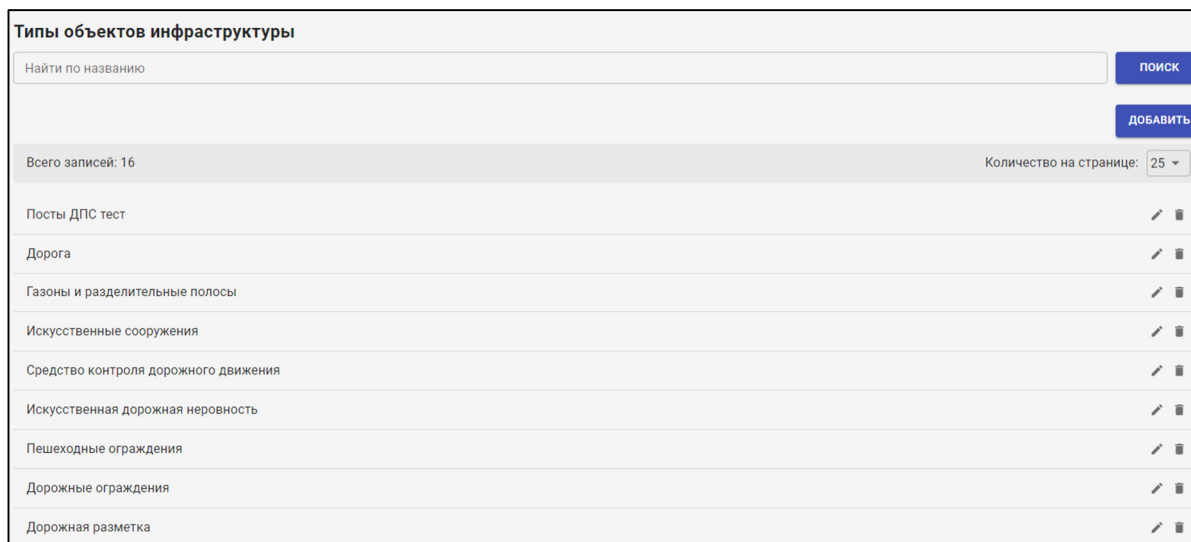 Типы объектов инфраструктуры
Найти по названию
ПОИСК
ДОБАВИТЬ
Всего записей: 16
Количество на странице: 25
Посты ДПС тест
Дорога
Газоны и разделительные полосы
Искусственные сооружения
Средство контроля дорожного движения
Искусственная дорожная неровность
Пешеходные ограждения
Дорожные ограждения
Дорожная разметка